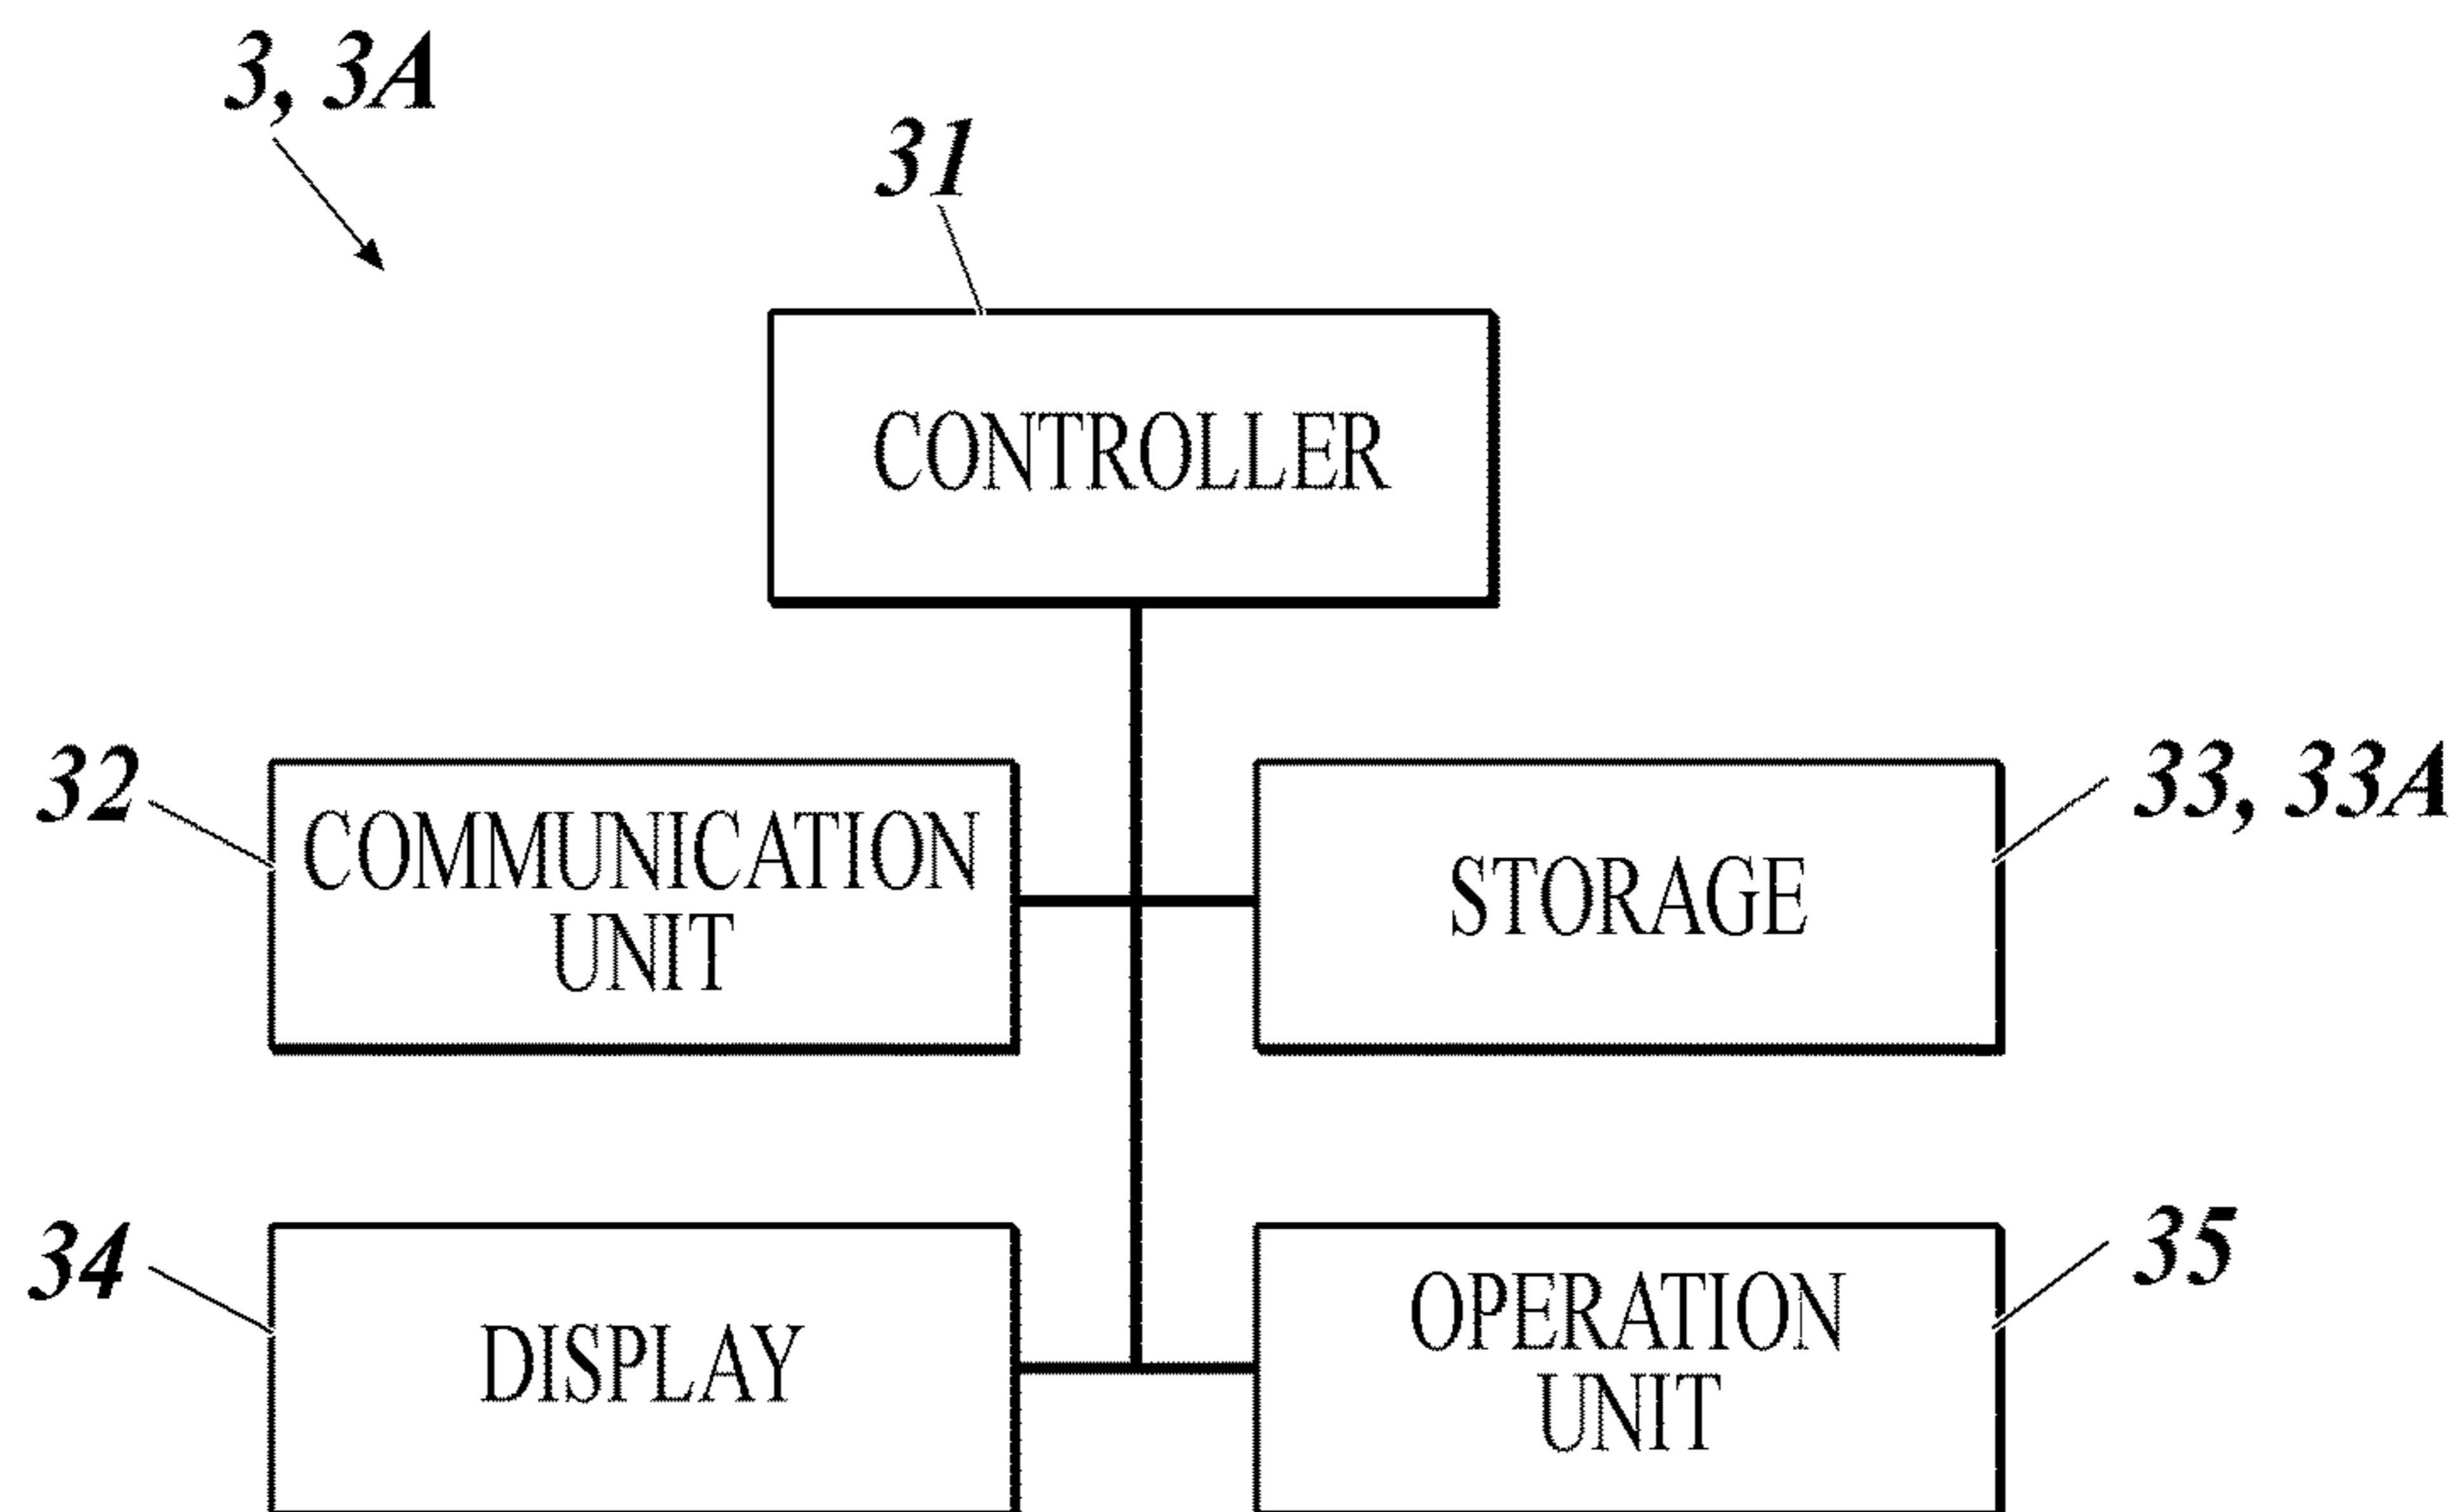 3, 3A
31
CONTROLLER
32
COMMUNICATION
UNIT
33, 33A
STORAGE
34
DISPLAY
35
OPERATION
UNIT